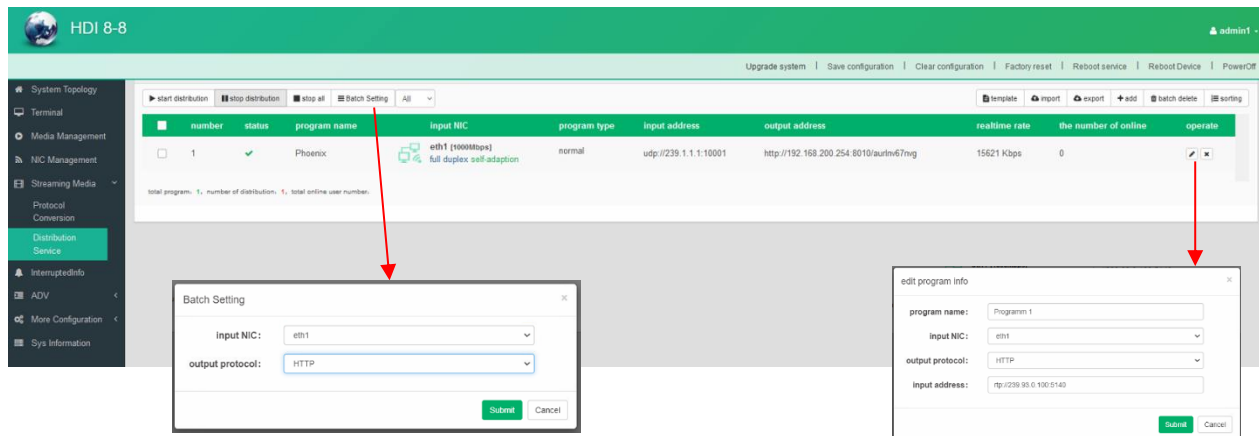 HDI 8-8
admin1
Upgrade system | Save configuration | Clear configuration | Factory reset | Reboot service | Reboot Device | PowerOff
System Topology
Terminal
Media Management
NIC Management
Streaming Media
Protocol
Conversion
Distribution
Service
InterruptedInfo
ADV
More Configuration
Sys Information
start distribution stop distribution stop all Batch Setting All
template import export +add batch delete sorting
number status program name input NIC program type input address output address realtime rate the number of online operate
1 Phoenix eth1 [1000Mbps] normal udp://239.1.1.1:10001 http://192.168.200.254:8010/aurlnv67nvg 15621 Kbps 0
full duplex self-adaption
total program: 1, number of distribution: 1, total online user number:
Batch Setting ×
input NIC: eth1
output protocol: HTTP
Submit Cancel
edit program info ×
program name: Programm 1
input NIC: eth1
output protocol: HTTP
input address: rtp://239.93.0.100:5140
Submit Cancel